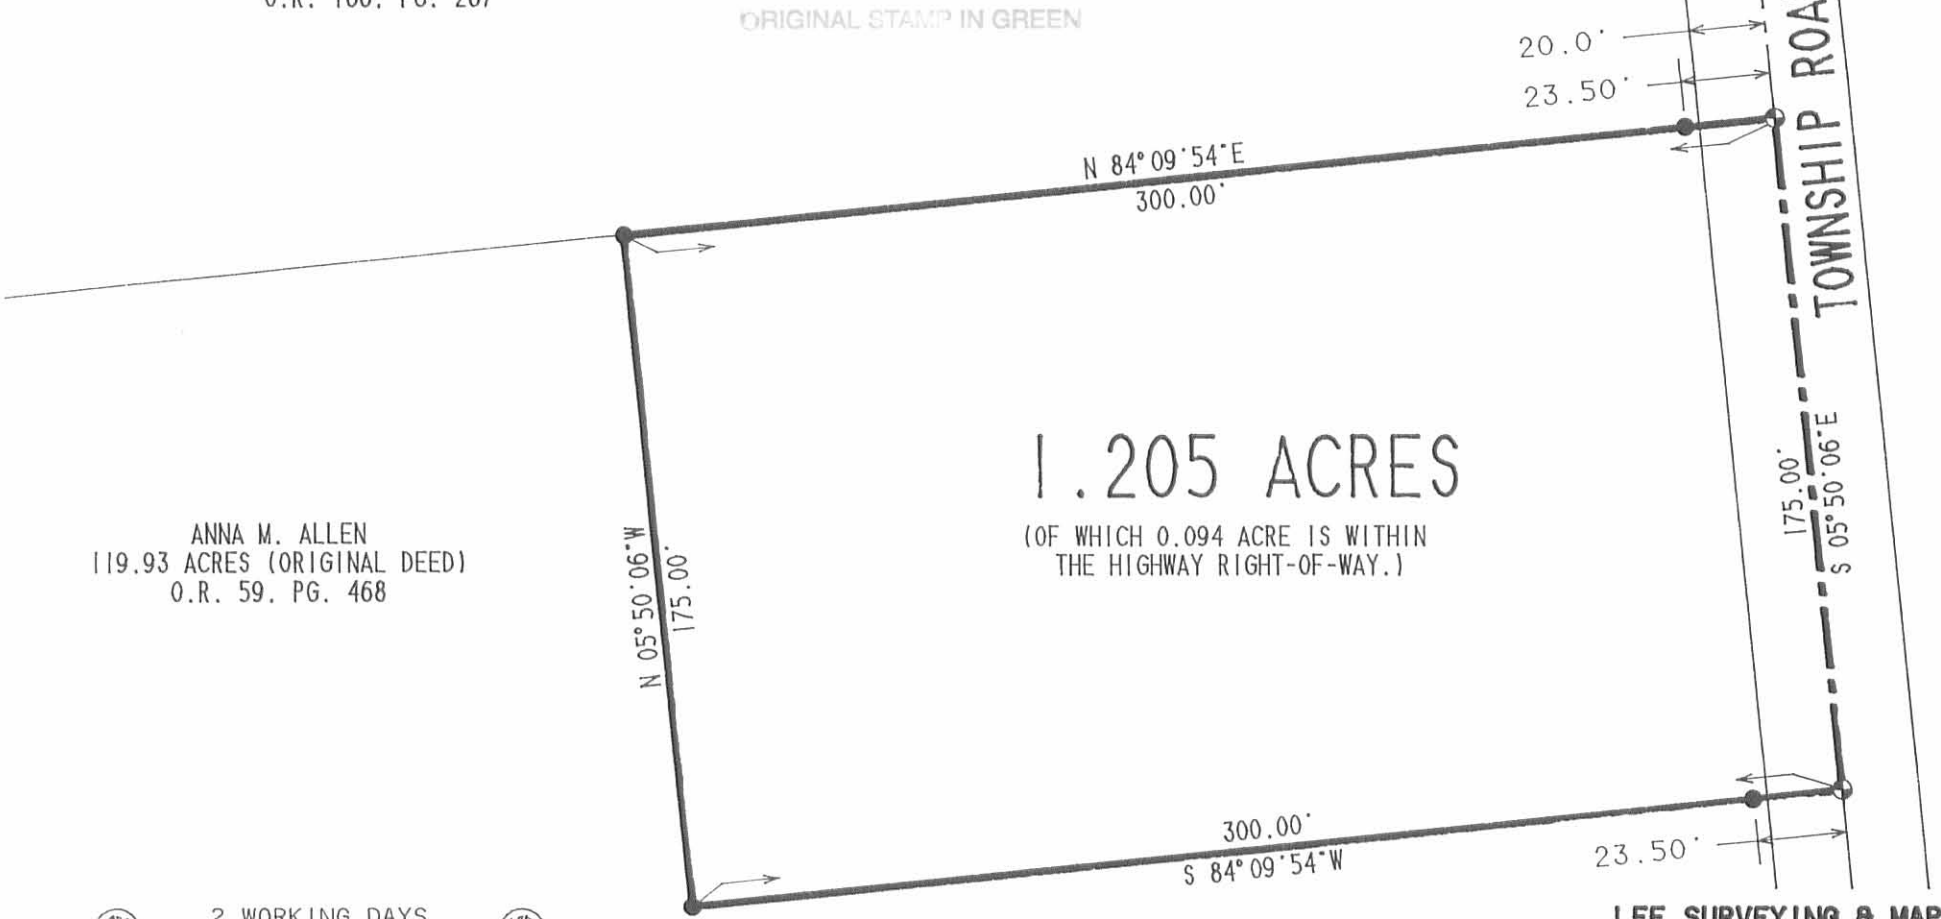 ORIGINAL STAMP IN GREEN
20.0'
23.50'
TOWNSHIP
N 84°09'54"E
300.00'
1.205 ACRES
(OF WHICH 0.094 ACRE IS WITHIN
THE HIGHWAY RIGHT-OF-WAY.)
175.00'
S 05°50'06"E
ANNA M. ALLEN
119.93 ACRES (ORIGINAL DEED)
O.R. 59. PG. 468
N 05°50'06"W
175.00'
300.00'
S 84°09'54"W
23.50'
2 WORKING DAYS
LEE SURVEYING &